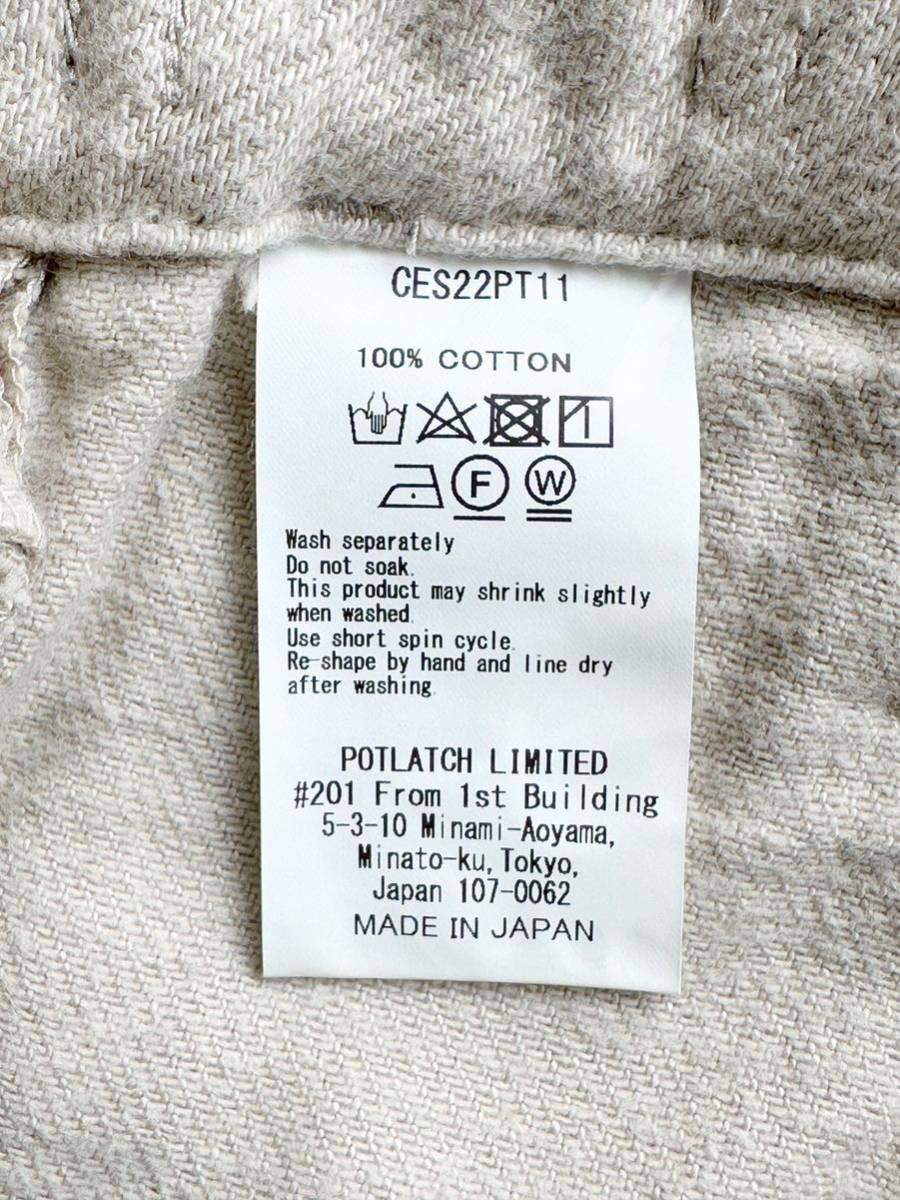 CES22PT11
100% COTTON
F W
Wash separately
Do not soak.
This product may shrink slightly
when washed.
Use short spin cycle.
Re-shape by hand and line dry
after washing.
POTLATCH LIMITED
#201 From 1st Building
5-3-10 Minami-Aoyama,
Minato-ku, Tokyo,
Japan 107-0062
MADE IN JAPAN